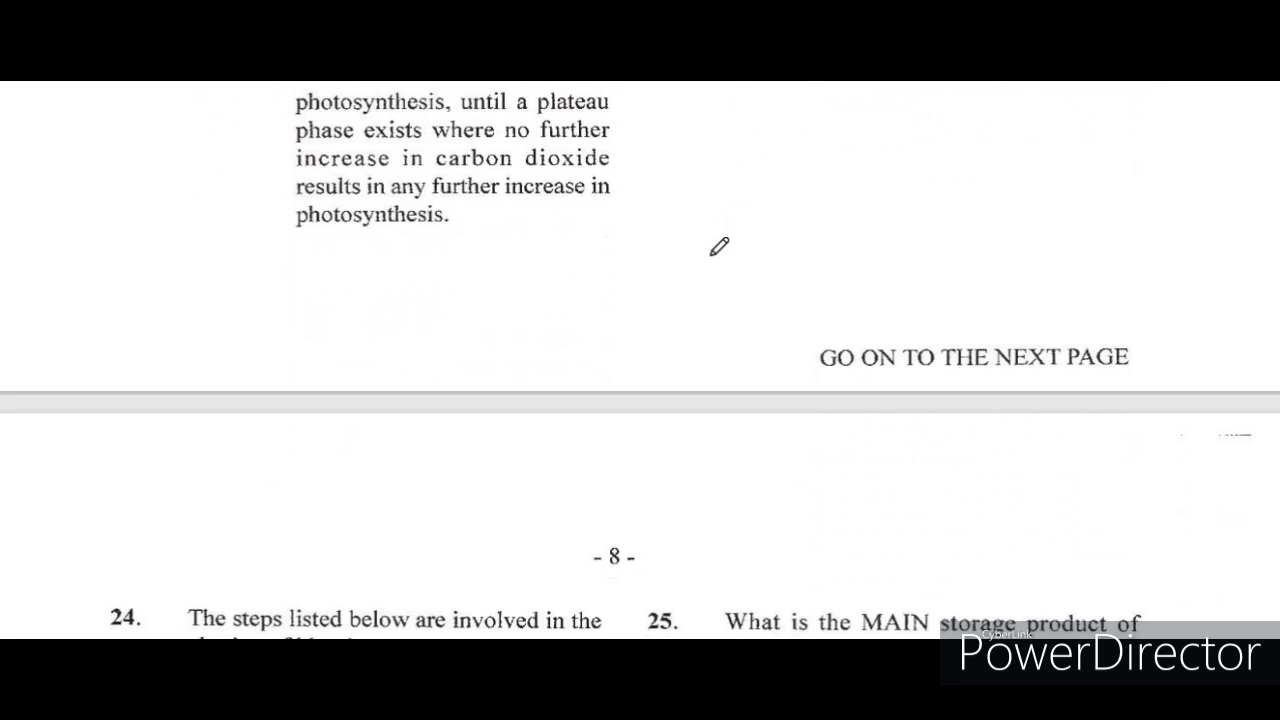 photosynthesis, until a plateau
phase exists where no further
increase in carbon dioxide
results in any further increase in
photosynthesis.
GO ON TO THE NEXT PAGE
- 8 -
24. The steps listed below are involved in the
25. What is the MAIN storage product of
CyberLink
PowerDirector